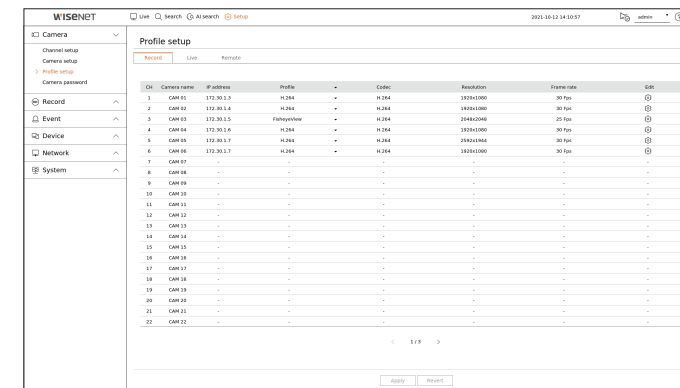 WISENET
Live Search AI search Setup 2021-10-12 14:10:57 admin
Camera
Channel setup
Camera setup
> Profile setup
Camera password
Record
Event
Device
Network
System
Profile setup
Record Live Remote
CH Camera name IP address Profile Codec Resolution Frame rate Edit
1 CAM 01 172.30.1.3 H.264 H.264 1920x1080 30 Fps
2 CAM 02 172.30.1.4 H.264 H.264 1920x1080 30 Fps
3 CAM 03 172.30.1.5 FisheyeView H.264 2048x2048 25 Fps
4 CAM 04 172.30.1.6 H.264 H.264 1920x1080 30 Fps
5 CAM 05 172.30.1.7 H.264 H.264 2592x1944 30 Fps
6 CAM 06 172.30.1.7 H.264 H.264 1920x1080 30 Fps
7 CAM 07 - - - - - -
8 CAM 08 - - - - - -
9 CAM 09 - - - - - -
10 CAM 10 - - - - - -
11 CAM 11 - - - - - -
12 CAM 12 - - - - - -
13 CAM 13 - - - - - -
14 CAM 14 - - - - - -
15 CAM 15 - - - - - -
16 CAM 16 - - - - - -
17 CAM 17 - - - - - -
18 CAM 18 - - - - - -
19 CAM 19 - - - - - -
20 CAM 20 - - - - - -
21 CAM 21 - - - - - -
22 CAM 22 - - - - - -
< 1 / 3 >
Apply Revert